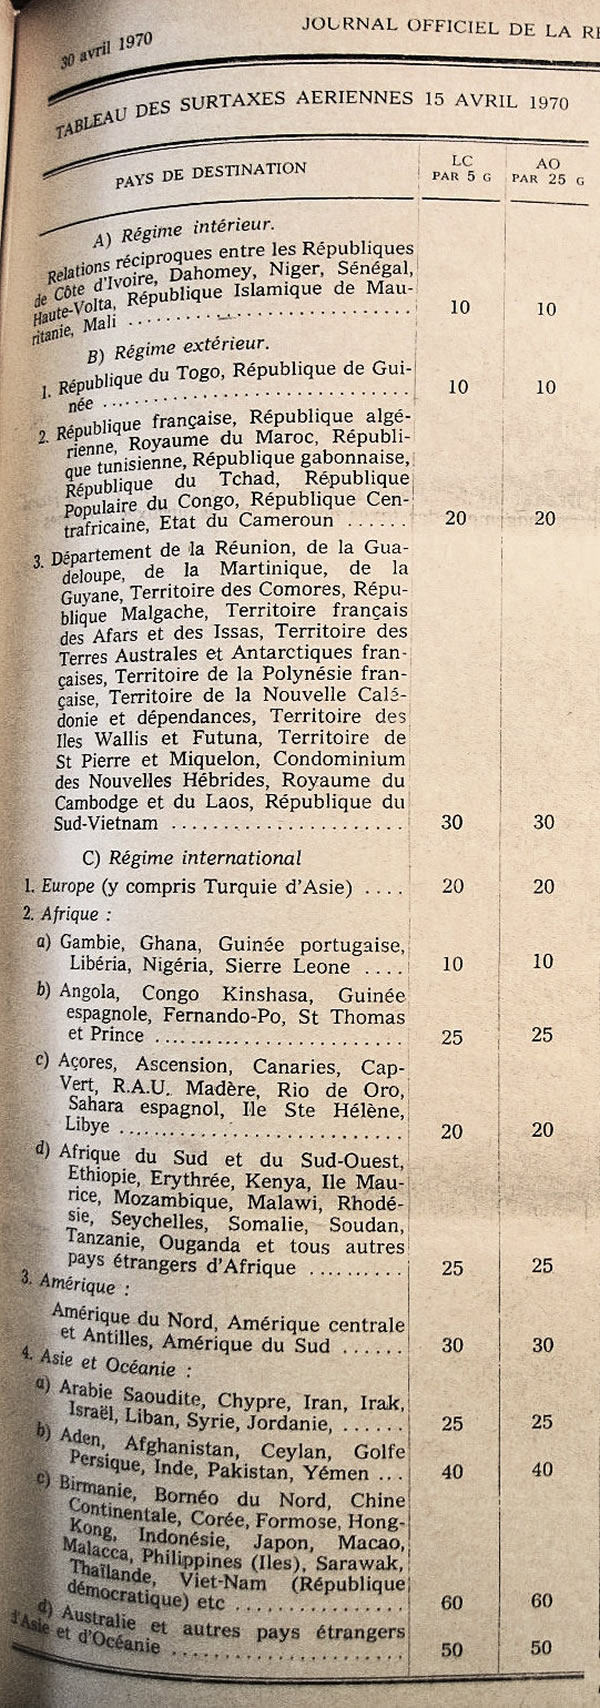 30 avril 1970
JOURNAL OFFICIEL DE LA RE
TABLEAU DES SURTAXES AERIENNES 15 AVRIL 1970
PAYS DE DESTINATION
LC
PAR 5 G
AO
PAR 25 G
A) Régime intérieur.
Relations réciproques entre les Républiques
de Côte d'Ivoire, Dahomey, Niger, Sénégal,
Haute-Volta, République Islamique de Mau-
ritanie, Mali .............................. 10 10
B) Régime extérieur.
1. République du Togo, République de Gui-
née .............................. 10 10
2. République française, République algé-
rienne, Royaume du Maroc, Républi-
que tunisienne, République gabonnaise,
République du Tchad, République
Populaire du Congo, République Cen-
trafricaine, Etat du Cameroun ...... 20 20
3. Département de la Réunion, de la Gua-
deloupe, de la Martinique, de la
Guyane, Territoire des Comores, Répu-
blique Malgache, Territoire français
des Afars et des Issas, Territoire des
Terres Australes et Antarctiques fran-
çaises, Territoire de la Polynésie fran-
çaise, Territoire de la Nouvelle Calé-
donie et dépendances, Territoire des
Iles Wallis et Futuna, Territoire de
St Pierre et Miquelon, Condominium
des Nouvelles Hébrides, Royaume du
Cambodge et du Laos, République du
Sud-Vietnam ...................... 30 30
C) Régime international
1. Europe (y compris Turquie d'Asie) .... 20 20
2. Afrique :
a) Gambie, Ghana, Guinée portugaise,
Libéria, Nigéria, Sierre Leone .... 10 10
b) Angola, Congo Kinshasa, Guinée
espagnole, Fernando-Po, St Thomas
et Prince ........................ 25 25
c) Açores, Ascension, Canaries, Cap-
Vert, R.A.U. Madère, Rio de Oro,
Sahara espagnol, Ile Ste Hélène,
Libye ........................... 20 20
d) Afrique du Sud et du Sud-Ouest,
Ethiopie, Erythrée, Kenya, Ile Mau-
rice, Mozambique, Malawi, Rhodé-
sie, Seychelles, Somalie, Soudan,
Tanzanie, Ouganda et tous autres
pays étrangers d'Afrique .......... 25 25
3. Amérique :
Amérique du Nord, Amérique centrale
et Antilles, Amérique du Sud ...... 30 30
4. Asie et Océanie :
a) Arabie Saoudite, Chypre, Iran, Irak,
Israël, Liban, Syrie, Jordanie, ...... 25 25
b) Aden, Afghanistan, Ceylan, Golfe
Persique, Inde, Pakistan, Yémen ... 40 40
c) Birmanie, Bornéo du Nord, Chine
Continentale, Corée, Formose, Hong-
Kong, Indonésie, Japon, Macao,
Malacca, Philippines (Iles), Sarawak,
Thaïlande, Viet-Nam (République
démocratique) etc ................ 60 60
d) Australie et autres pays étrangers
d'Asie et d'Océanie ...................... 50 50